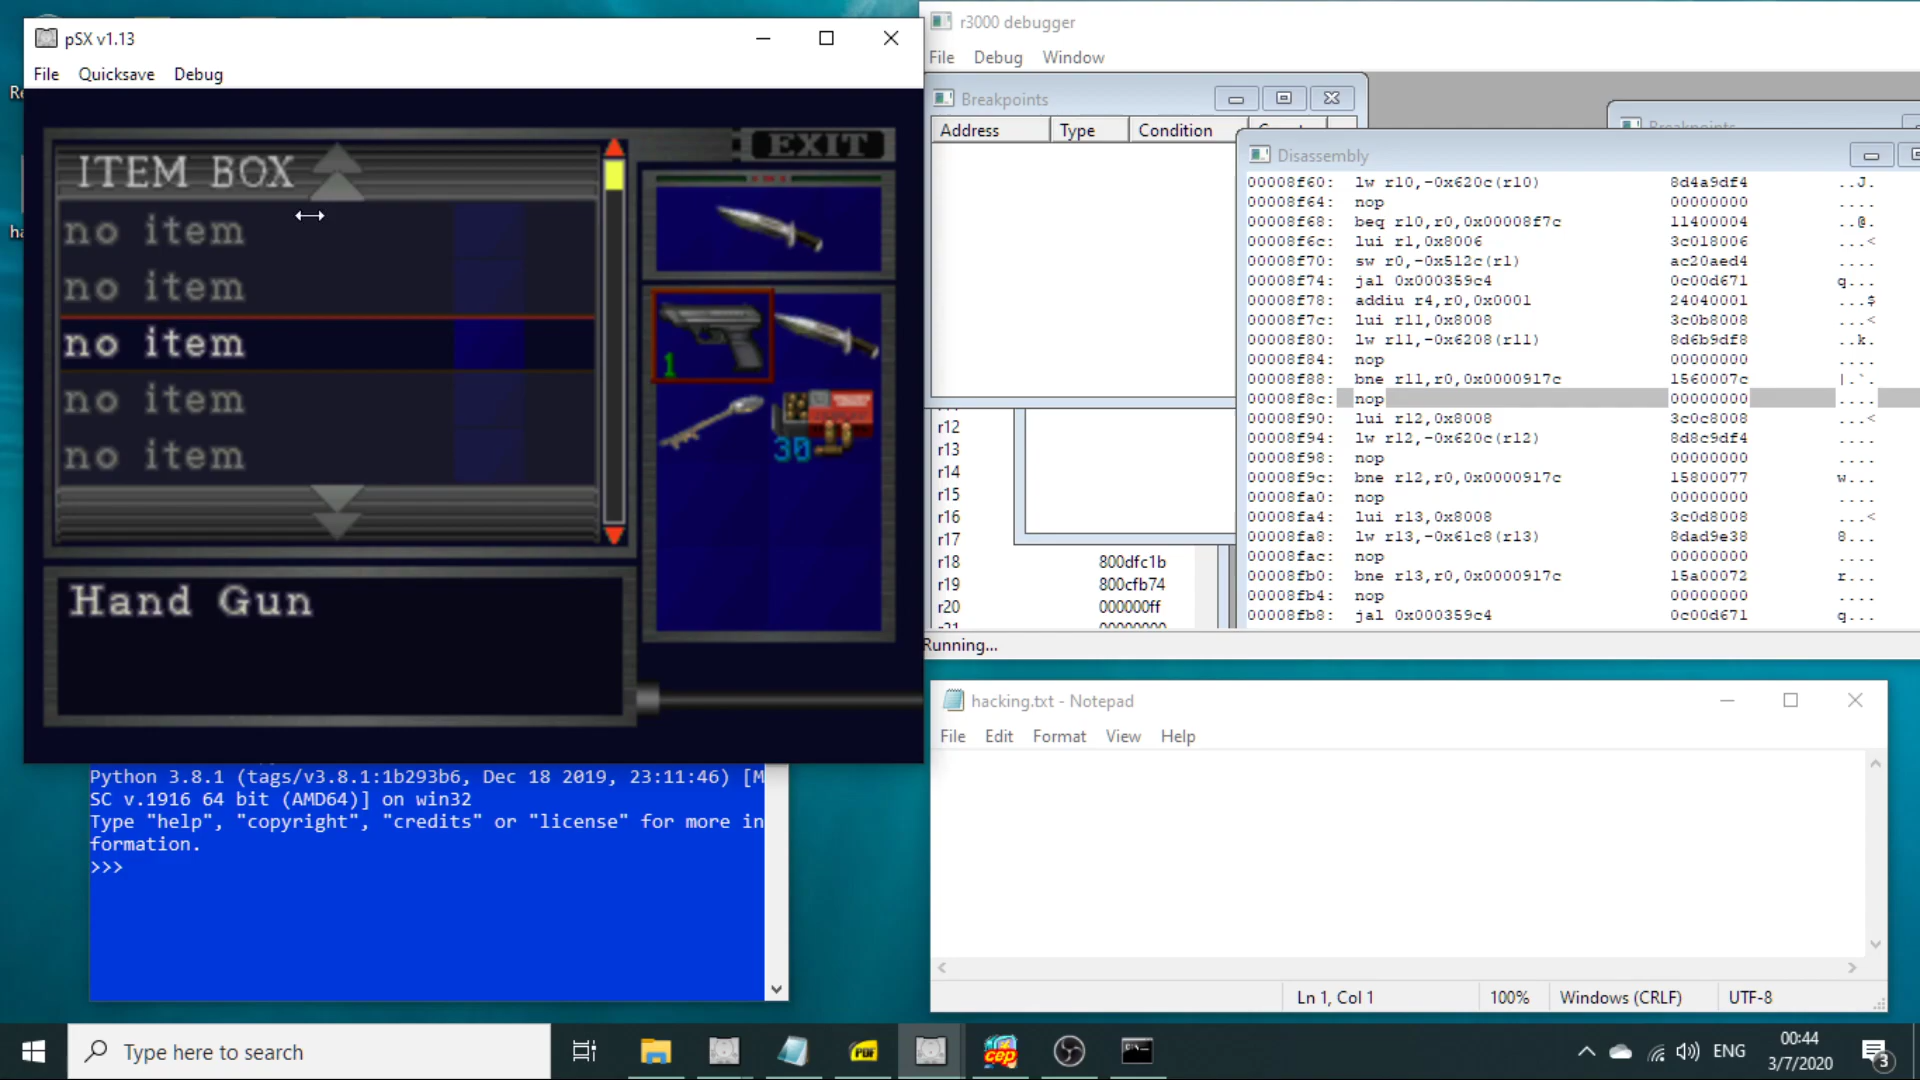 pSX v1.13
File Quicksave Debug
ITEM BOX
EXIT
no item
no item
no item
no item
no item
1
30
Hand Gun
Python 3.8.1 (tags/v3.8.1:1b293b6, Dec 18 2019, 23:11:46) [M
SC v.1916 64 bit (AMD64)] on win32
Type "help", "copyright", "credits" or "license" for more in
formation.
>>>
r3000 debugger
File Debug Window
Breakpoints
Address Type Condition
r12
r13
r14
r15
r16
r17
r18 800dfc1b
r19 800cfb74
r20 000000ff
Breakpoints
Disassembly
00008f60: lw r10,-0x620c(r10) 8d4a9df4 ..J.
00008f64: nop 00000000 ....
00008f68: beq r10,r0,0x00008f7c 11400004 ..@.
00008f6c: lui r1,0x8006 3c018006 ...<
00008f70: sw r0,-0x512c(r1) ac20aed4 ....
00008f74: jal 0x000359c4 0c00d671 q...
00008f78: addiu r4,r0,0x0001 24040001 ...$
00008f7c: lui r11,0x8008 3c0b8008 ...<
00008f80: lw r11,-0x6208(r11) 8d6b9df8 ..k.
00008f84: nop 00000000 ....
00008f88: bne r11,r0,0x0000917c 1560007c |.`.
00008f8c: nop 00000000 ....
00008f90: lui r12,0x8008 3c0c8008 ...<
00008f94: lw r12,-0x620c(r12) 8d8c9df4 ....
00008f98: nop 00000000 ....
00008f9c: bne r12,r0,0x0000917c 15800077 w...
00008fa0: nop 00000000 ....
00008fa4: lui r13,0x8008 3c0d8008 ...<
00008fa8: lw r13,-0x61c8(r13) 8dad9e38 8...
00008fac: nop 00000000 ....
00008fb0: bne r13,r0,0x0000917c 15a00072 r...
00008fb4: nop 00000000 ....
00008fb8: jal 0x000359c4 0c00d671 q...
Running...
hacking.txt - Notepad
File Edit Format View Help
Ln 1, Col 1 100% Windows (CRLF) UTF-8
Type here to search
PDF
cep
ENG
00:44
3/7/2020
3